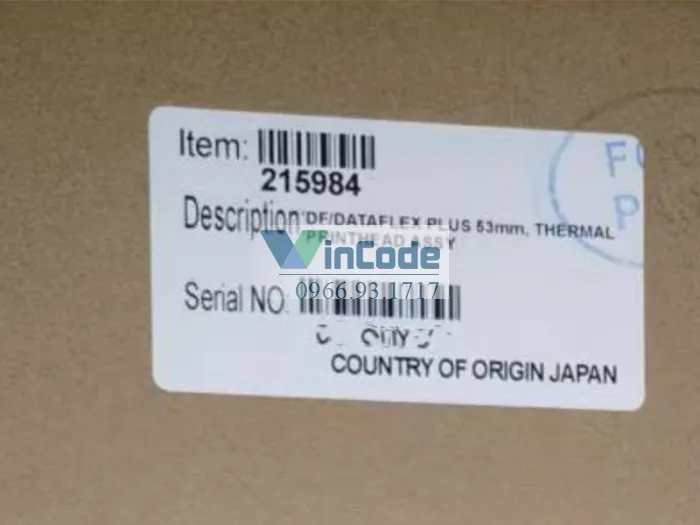 Item:
215984
Description: DF/DATAFLEX PLUS 53mm, THERMAL
PRINTHEAD ASSY
WinCode
Serial NO.
0966.93.1717
COUNTRY OF ORIGIN JAPAN